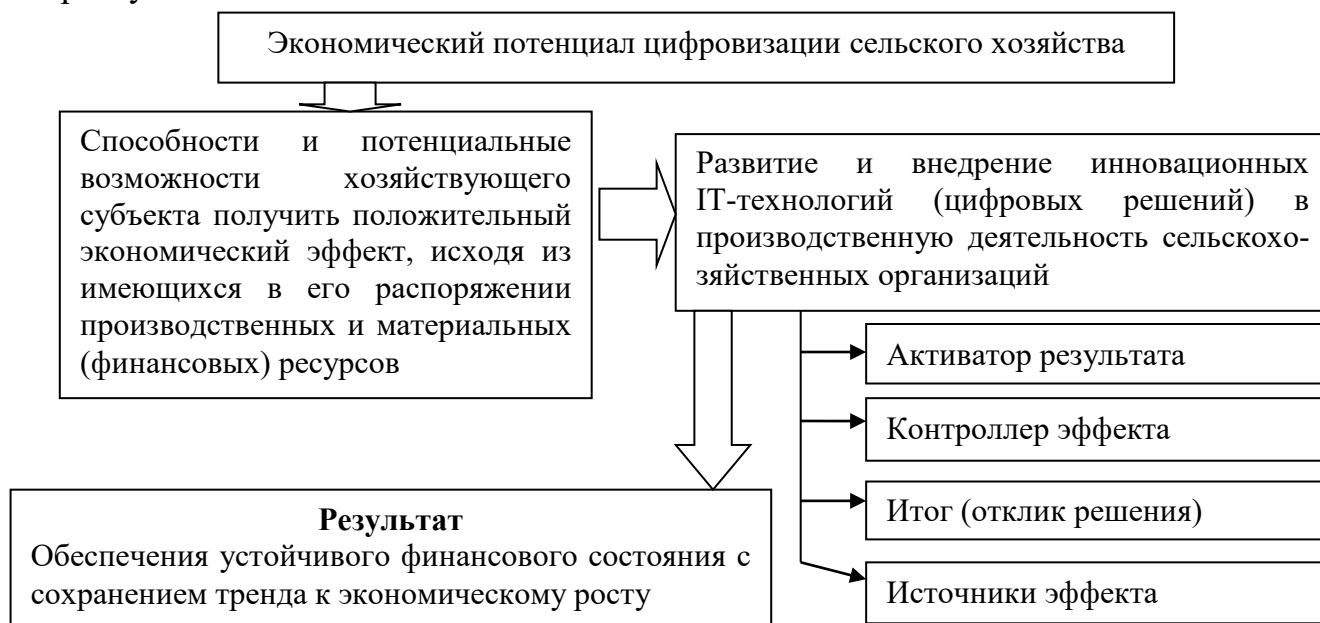 Экономический потенциал цифровизации сельского хозяйства
Способности и потенциальные
возможности хозяйствующего
субъекта получить положительный
экономический эффект, исходя из
имеющихся в его распоряжении
производственных и материальных
(финансовых) ресурсов
Развитие и внедрение инновационных
IT-технологий (цифровых решений) в
производственную деятельность сельскохо-
зяйственных организаций
Активатор результата
Контроллер эффекта
Итог (отклик решения)
Источники эффекта
Результат
Обеспечения устойчивого финансового состояния с
сохранением тренда к экономическому росту